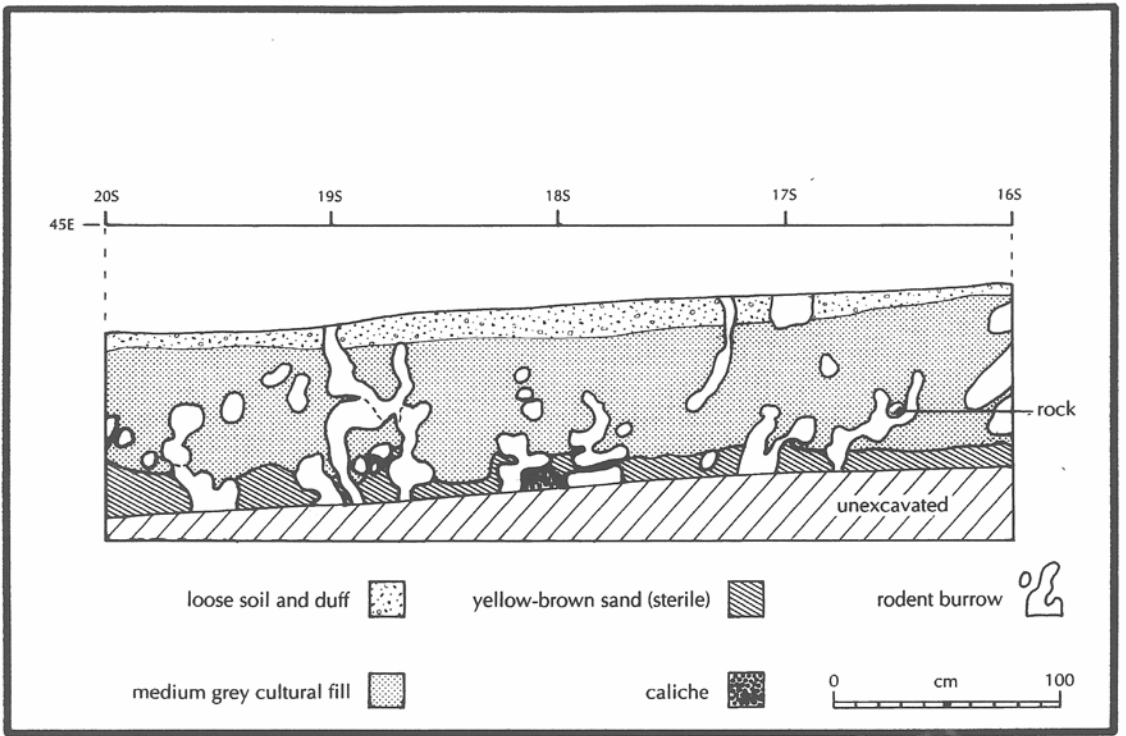 20S 19S 18S 17S 16S
45E
rock
unexcavated
loose soil and duff
yellow-brown sand (sterile)
rodent burrow
medium grey cultural fill
caliche
0 cm 100